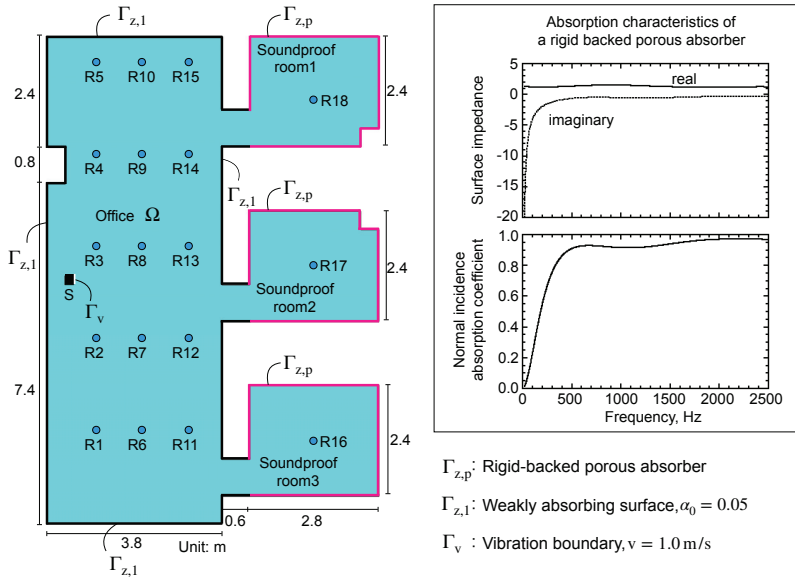 Γz,1
Γz,p
Soundproof
room1
R5 R10 R15
R18
2.4
2.4
0.8
R4 R9 R14
Γz,1
Γz,p
Office Ω
Γz,1
R3 R8 R13
R17
2.4
S
Γv
Soundproof
room2
R2 R7 R12
Γz,p
7.4
R1 R6 R11
R16
2.4
Soundproof
room3
0.6 2.8
3.8
Unit: m
Γz,1
Absorption characteristics of
a rigid backed porous absorber
Surface impedance
5
0
-5
-10
-15
-20
real
imaginary
Normal incidence
absorption coefficient
1.0
0.8
0.6
0.4
0.2
0.0
0 500 1000 1500 2000 2500
Frequency, Hz
Γz,p: Rigid-backed porous absorber
Γz,1: Weakly absorbing surface, α0 = 0.05
Γv : Vibration boundary, v = 1.0 m/s